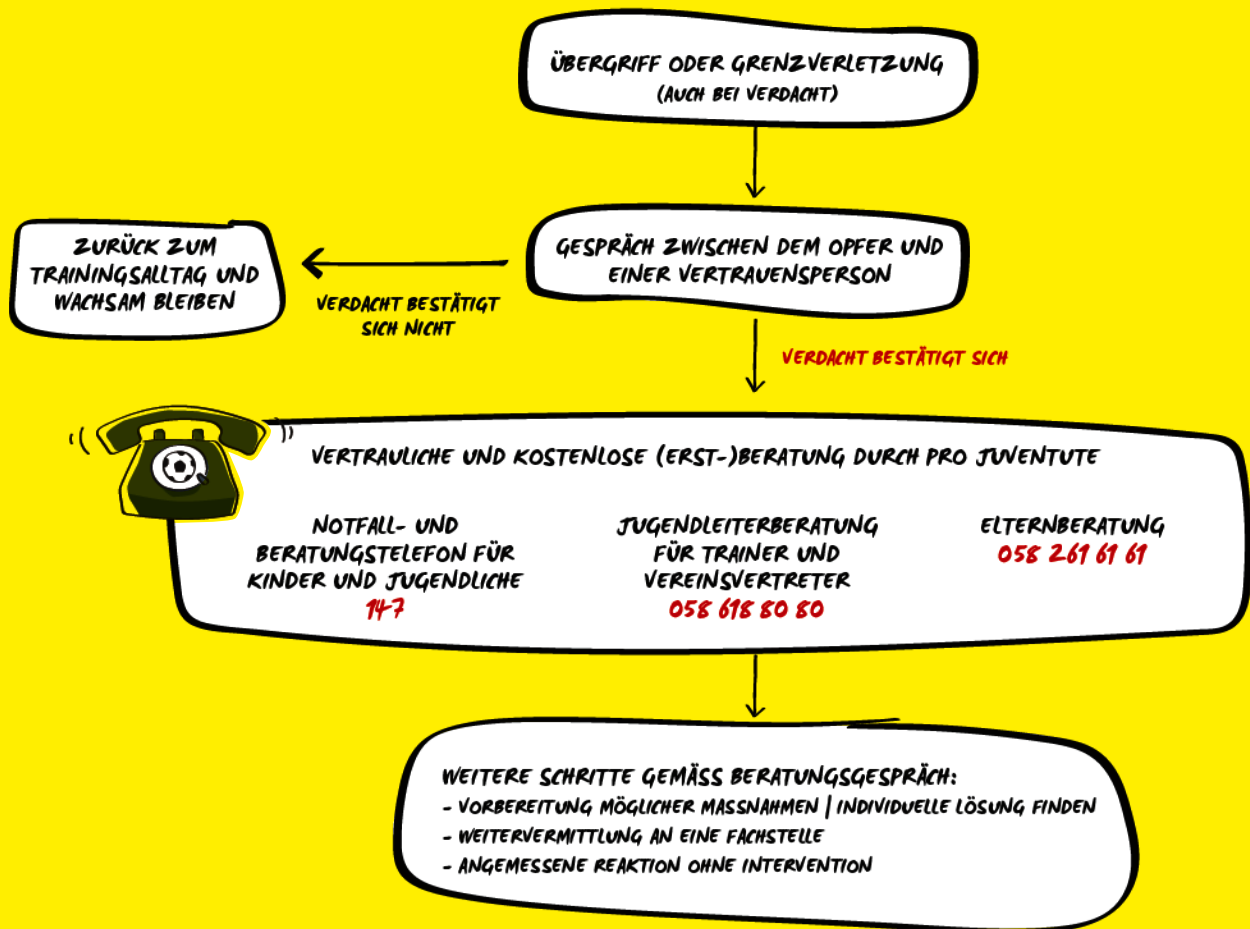 ÜBERGRIFF ODER GRENZVERLETZUNG
(AUCH BEI VERDACHT)
GESPRÄCH ZWISCHEN DEM OPFER UND
EINER VERTRAUENSPERSON
ZURÜCK ZUM
TRAININGSALLTAG UND
WACHSAM BLEIBEN
VERDACHT BESTÄTIGT
SICH NICHT
VERDACHT BESTÄTIGT SICH
VERTRAULICHE UND KOSTENLOSE (ERST-)BERATUNG DURCH PRO JUVENTUTE
NOTFALL- UND
BERATUNGSTELEFON FÜR
KINDER UND JUGENDLICHE
147
JUGENDLEITERBERATUNG
FÜR TRAINER UND
VEREINSVERTRETER
058 618 80 80
ELTERNBERATUNG
058 261 61 61
WEITERE SCHRITTE GEMÄSS BERATUNGSGESPRÄCH:
- VORBEREITUNG MÖGLICHER MASSNAHMEN | INDIVIDUELLE LÖSUNG FINDEN
- WEITERVERMITTLUNG AN EINE FACHSTELLE
- ANGEMESSENE REAKTION OHNE INTERVENTION